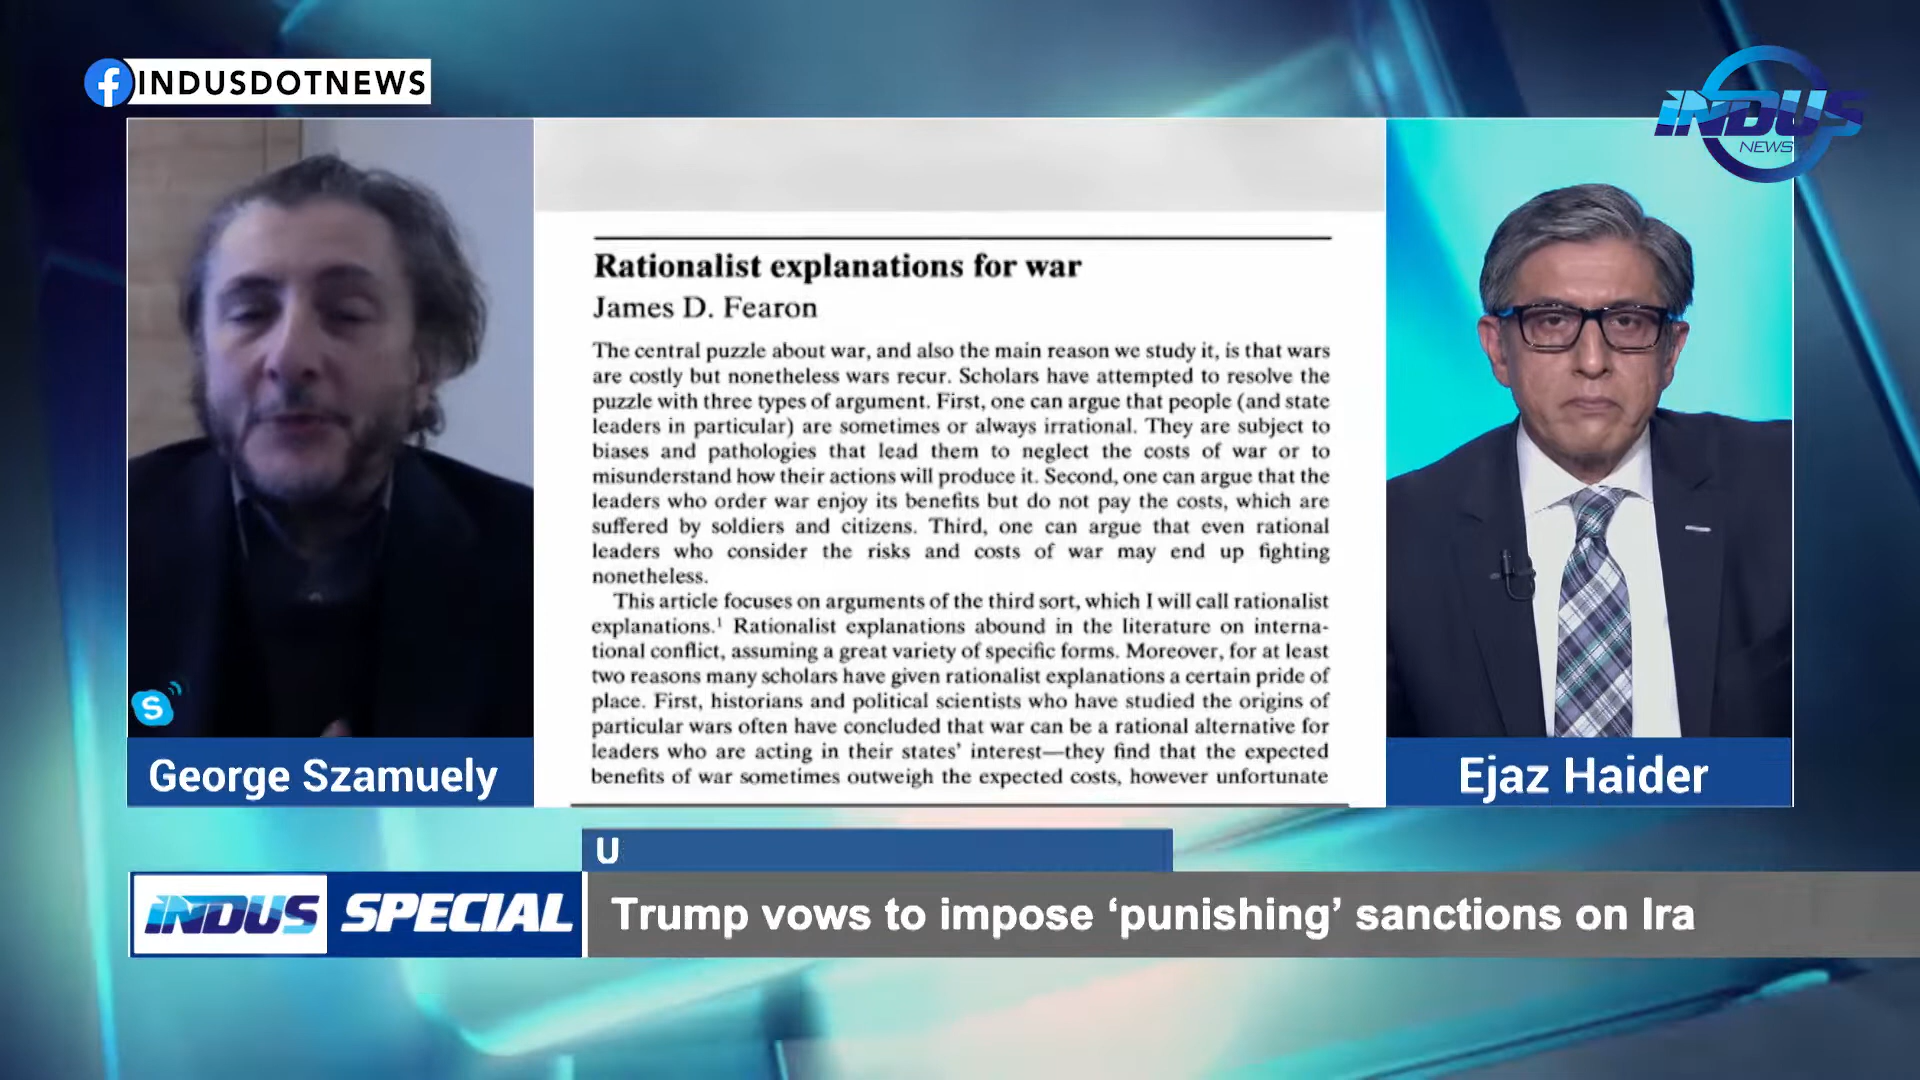 INDUSDOTNEWS
INDUS
NEWS
Rationalist explanations for war
James D. Fearon
The central puzzle about war, and also the main reason we study it, is that wars
are costly but nonetheless wars recur. Scholars have attempted to resolve the
puzzle with three types of argument. First, one can argue that people (and state
leaders in particular) are sometimes or always irrational. They are subject to
biases and pathologies that lead them to neglect the costs of war or to
misunderstand how their actions will produce it. Second, one can argue that the
leaders who order war enjoy its benefits but do not pay the costs, which are
suffered by soldiers and citizens. Third, one can argue that even rational
leaders who consider the risks and costs of war may end up fighting
nonetheless.
This article focuses on arguments of the third sort, which I will call rationalist
explanations.¹ Rationalist explanations abound in the literature on interna-
tional conflict, assuming a great variety of specific forms. Moreover, for at least
two reasons many scholars have given rationalist explanations a certain pride of
place. First, historians and political scientists who have studied the origins of
particular wars often have concluded that war can be a rational alternative for
leaders who are acting in their states' interest—they find that the expected
benefits of war sometimes outweigh the expected costs, however unfortunate
George Szamuely
Ejaz Haider
U
INDUS SPECIAL
Trump vows to impose ‘punishing’ sanctions on Ira